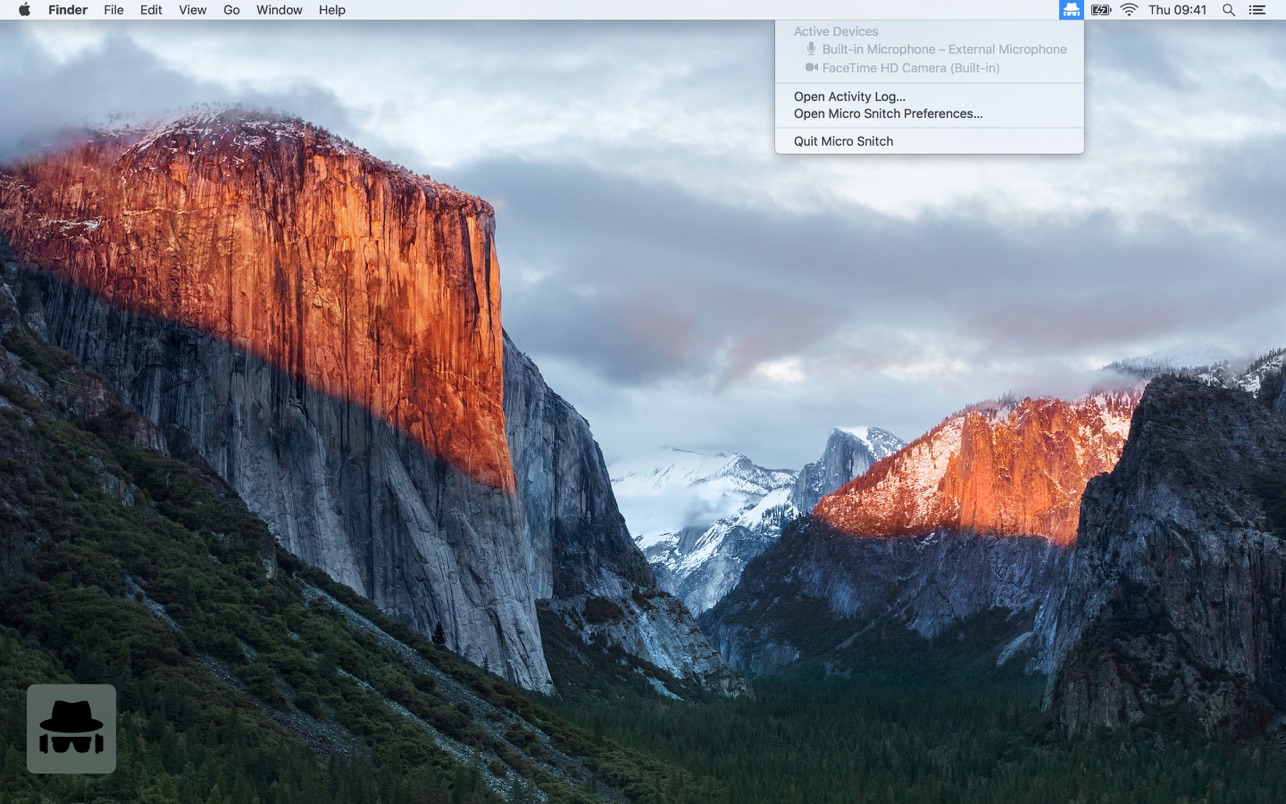 Finder File Edit View Go Window Help Thu 09:41
Active Devices
Built-in Microphone – External Microphone
FaceTime HD Camera (Built-in)
Open Activity Log...
Open Micro Snitch Preferences...
Quit Micro Snitch